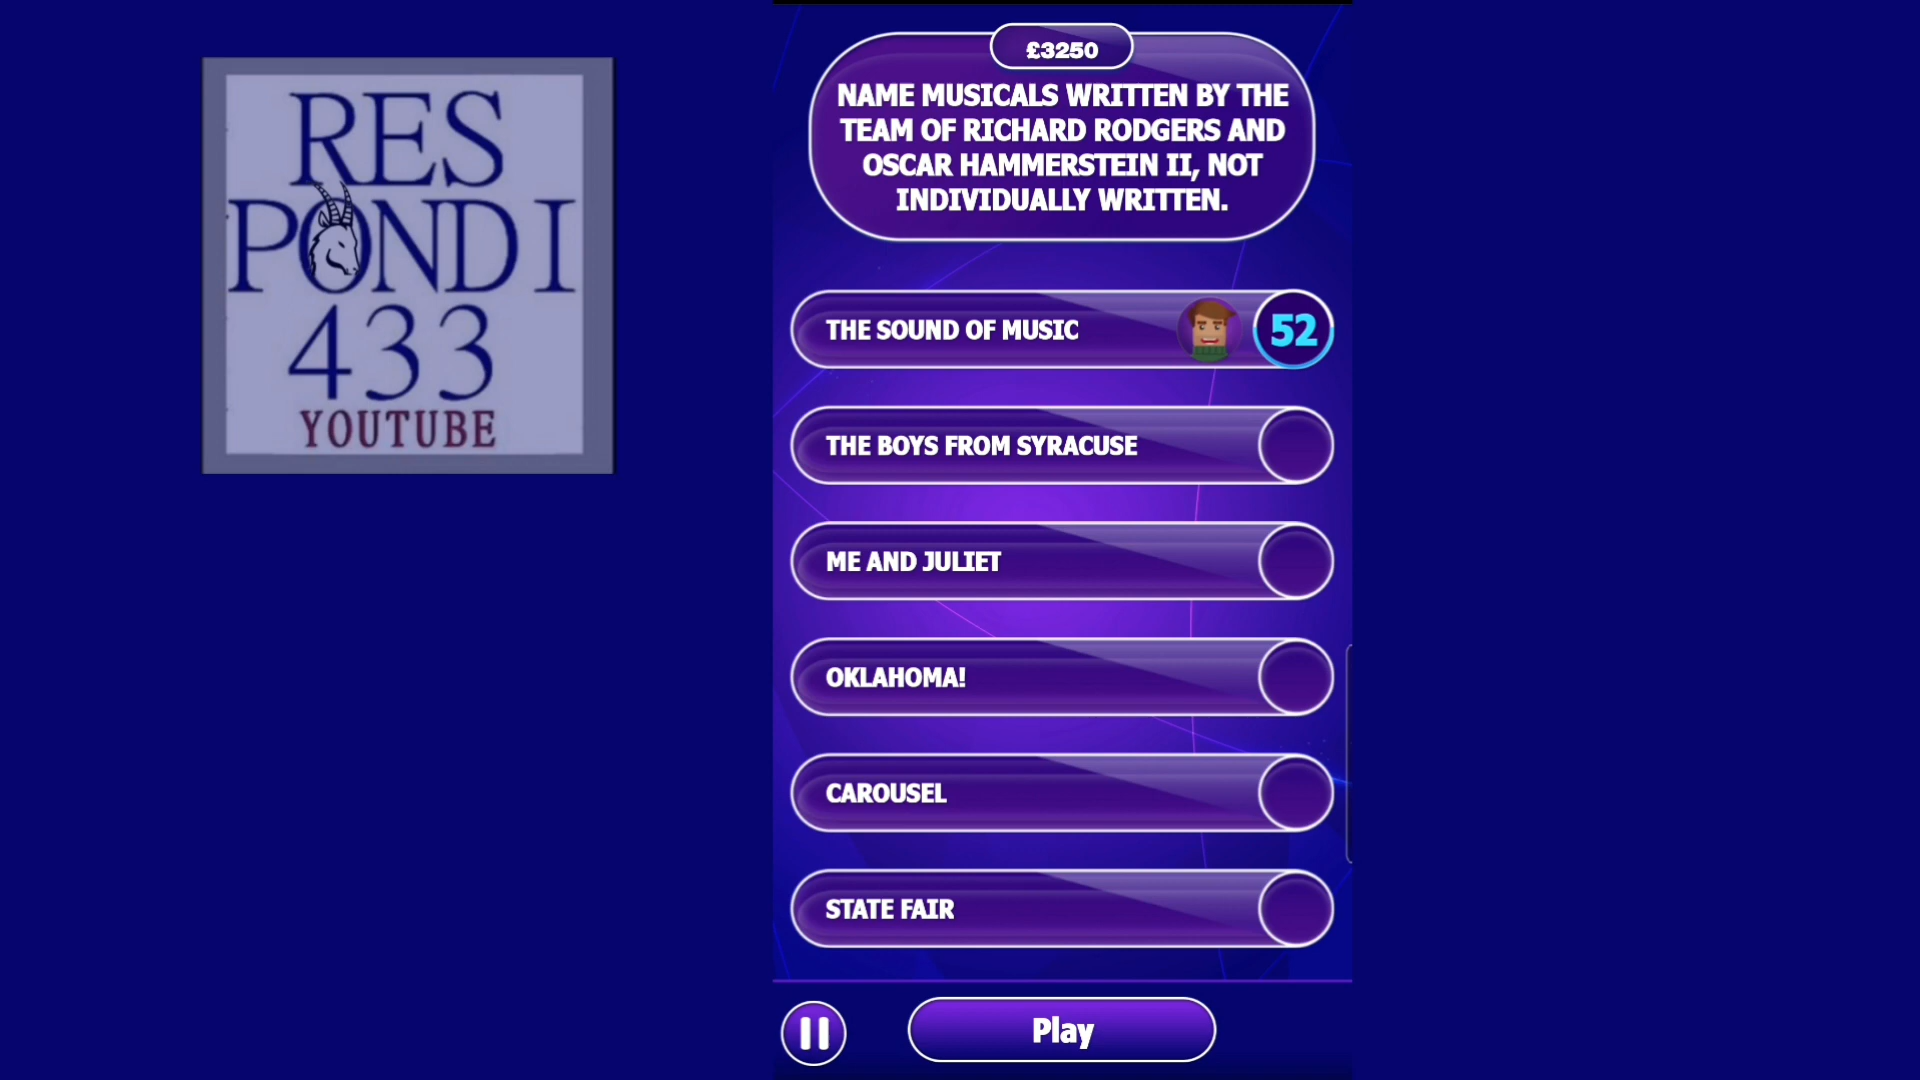 RES
PONDI
433
YOUTUBE
£3250
NAME MUSICALS WRITTEN BY THE
TEAM OF RICHARD RODGERS AND
OSCAR HAMMERSTEIN II, NOT
INDIVIDUALLY WRITTEN.
THE SOUND OF MUSIC 52
THE BOYS FROM SYRACUSE
ME AND JULIET
OKLAHOMA!
CAROUSEL
STATE FAIR
Play